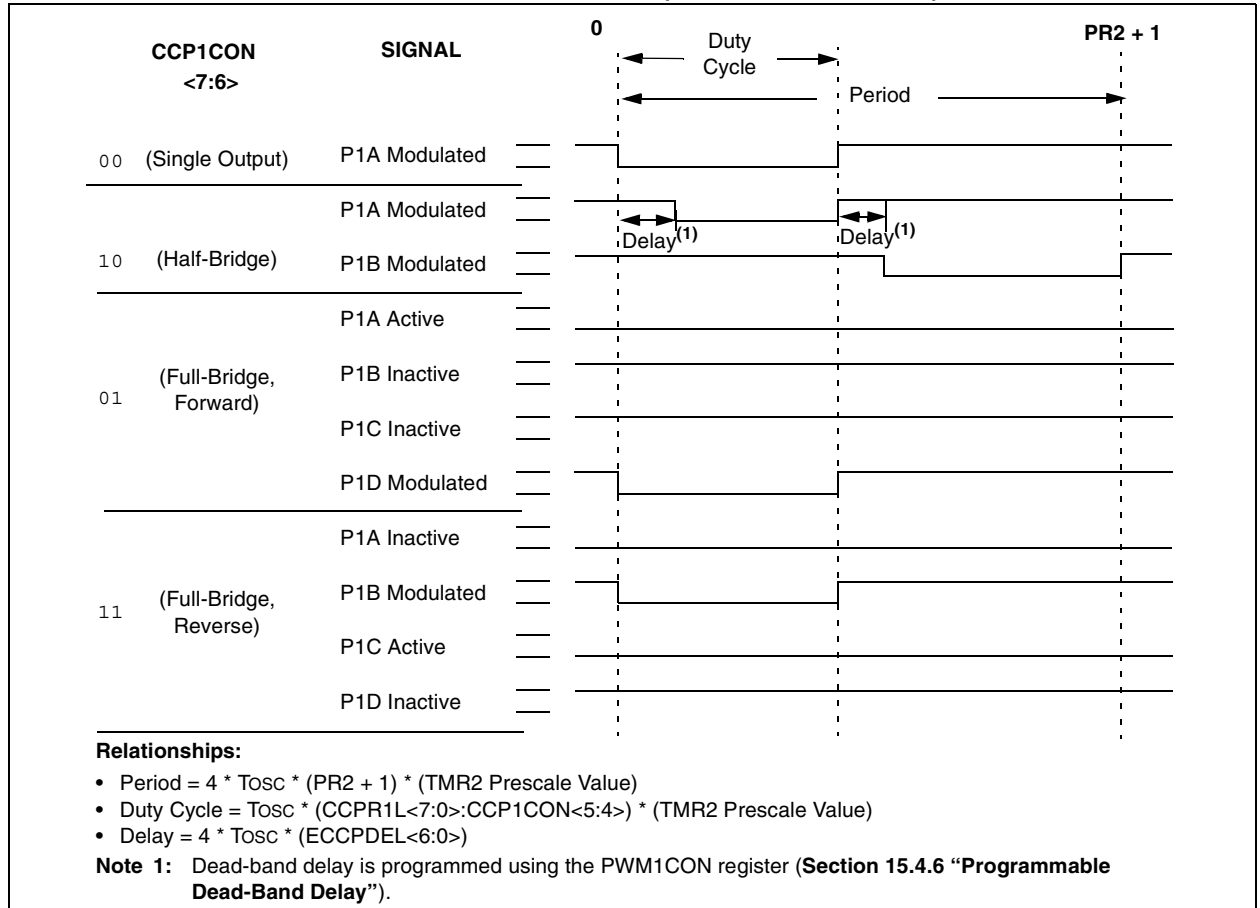 CCP1CON
<7:6>
SIGNAL
0
Duty
Cycle
PR2 + 1
Period
00 (Single Output) P1A Modulated
P1A Modulated
Delay(1) Delay(1)
10 (Half-Bridge) P1B Modulated
P1A Active
01 (Full-Bridge,
Forward)
P1B Inactive
P1C Inactive
P1D Modulated
P1A Inactive
11 (Full-Bridge,
Reverse)
P1B Modulated
P1C Active
P1D Inactive
Relationships:
• Period = 4 * TOSC * (PR2 + 1) * (TMR2 Prescale Value)
• Duty Cycle = TOSC * (CCPR1L<7:0>:CCP1CON<5:4>) * (TMR2 Prescale Value)
• Delay = 4 * TOSC * (ECCPDEL<6:0>)
Note 1: Dead-band delay is programmed using the PWM1CON register (Section 15.4.6 “Programmable
Dead-Band Delay”).